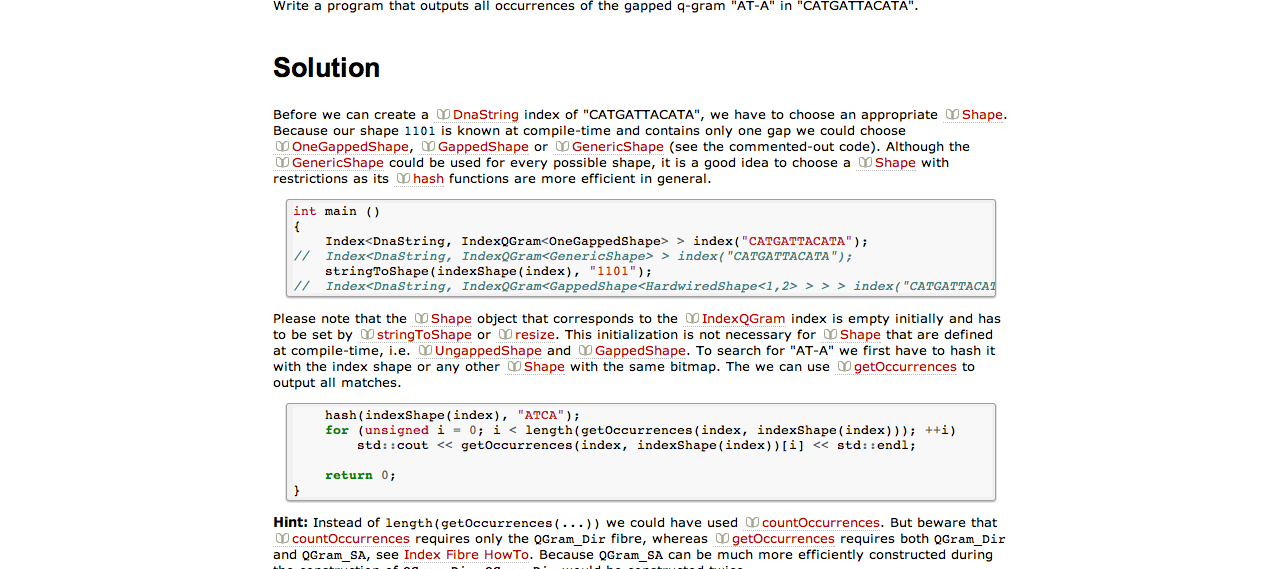 Write a program that outputs all occurrences of the gapped q-gram "AT-A" in "CATGATTACATA".
Solution
Before we can create a DnaString index of "CATGATTACATA", we have to choose an appropriate Shape.
Because our shape 1101 is known at compile-time and contains only one gap we could choose
OneGappedShape, GappedShape or GenericShape (see the commented-out code). Although the
GenericShape could be used for every possible shape, it is a good idea to choose a Shape with
restrictions as its hash functions are more efficient in general.
int main ()
{
    Index<DnaString, IndexQGram<OneGappedShape> > index("CATGATTACATA");
//  Index<DnaString, IndexQGram<GenericShape> > index("CATGATTACATA");
    stringToShape(indexShape(index), "1101");
//  Index<DnaString, IndexQGram<GappedShape<HardwiredShape<1,2> > > > index("CATGATTACAT
Please note that the Shape object that corresponds to the IndexQGram index is empty initially and has
to be set by stringToShape or resize. This initialization is not necessary for Shape that are defined
at compile-time, i.e. UngappedShape and GappedShape. To search for "AT-A" we first have to hash it
with the index shape or any other Shape with the same bitmap. The we can use getOccurrences to
output all matches.
    hash(indexShape(index), "ATCA");
    for (unsigned i = 0; i < length(getOccurrences(index, indexShape(index))); ++i)
        std::cout << getOccurrences(index, indexShape(index))[i] << std::endl;
    return 0;
}
Hint: Instead of length(getOccurrences(...)) we could have used countOccurrences. But beware that
countOccurrences requires only the QGram_Dir fibre, whereas getOccurrences requires both QGram_Dir
and QGram_SA, see Index Fibre HowTo. Because QGram_SA can be much more efficiently constructed during
the construction of QGram_Dir, QGram_Dir would be constructed twice.